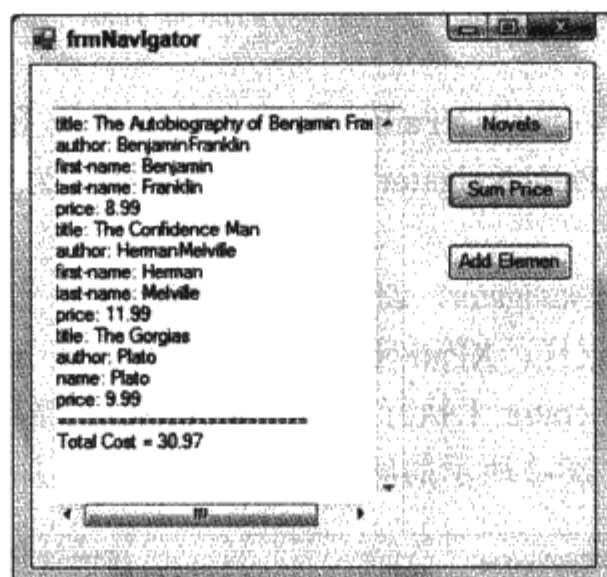 frmNavigator
title: The Autobiography of Benjamin Fra
author: BenjaminFranklin
first-name: Benjamin
last-name: Franklin
price: 8.99
title: The Confidence Man
author: HermanMelville
first-name: Herman
last-name: Melville
price: 11.99
title: The Gorgias
author: Plato
name: Plato
price: 9.99
===========================
Total Cost = 30.97
Novels
Sum Price
Add Elemen